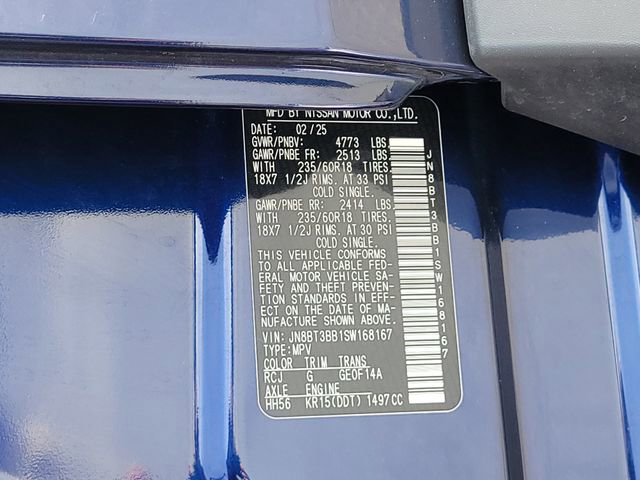 MFD BY NISSAN MOTOR CO.,LTD.
DATE: 02/25
GVWR/PNBV: 4773 LBS.
GAWR/PNBE FR: 2513 LBS.
WITH 235/60R18 TIRES.
18X7 1/2J RIMS. AT 33 PSI
COLD SINGLE.
GAWR/PNBE RR: 2414 LBS.
WITH 235/60R18 TIRES.
18X7 1/2J RIMS. AT 30 PSI
COLD SINGLE.
THIS VEHICLE CONFORMS
TO ALL APPLICABLE FED-
ERAL MOTOR VEHICLE SA-
FETY AND THEFT PREVEN-
TION STANDARDS IN EFF-
ECT ON THE DATE OF MA-
NUFACTURE SHOWN ABOVE.
VIN: JN8BT3BB1SW168167
TYPE:MPV
COLOR TRIM TRANS
RCJ G GEOF14A
AXLE ENGINE
HH56 KR15(DDT) 1497CC
JN8BT3BB1SW168167